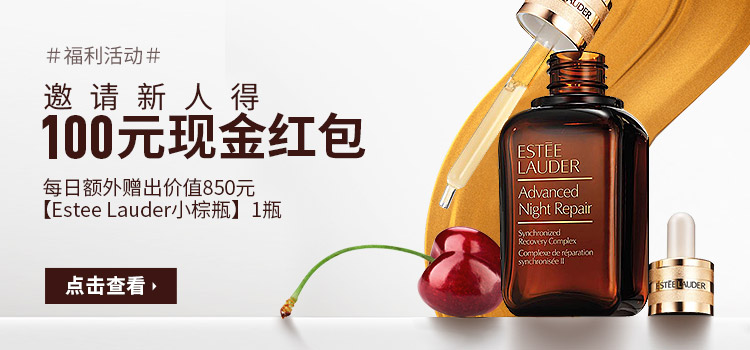 ＃福利活动＃
邀请新人得
100元现金红包
每日额外赠出价值850元
【Estee Lauder小棕瓶】1瓶
点击查看
LAUDER
ESTĒE
LAUDER
Advanced
Night Repair
Synchronized
Recovery Complex
Complexe de réparation
synchronisée II
ESTĒE LAUDER